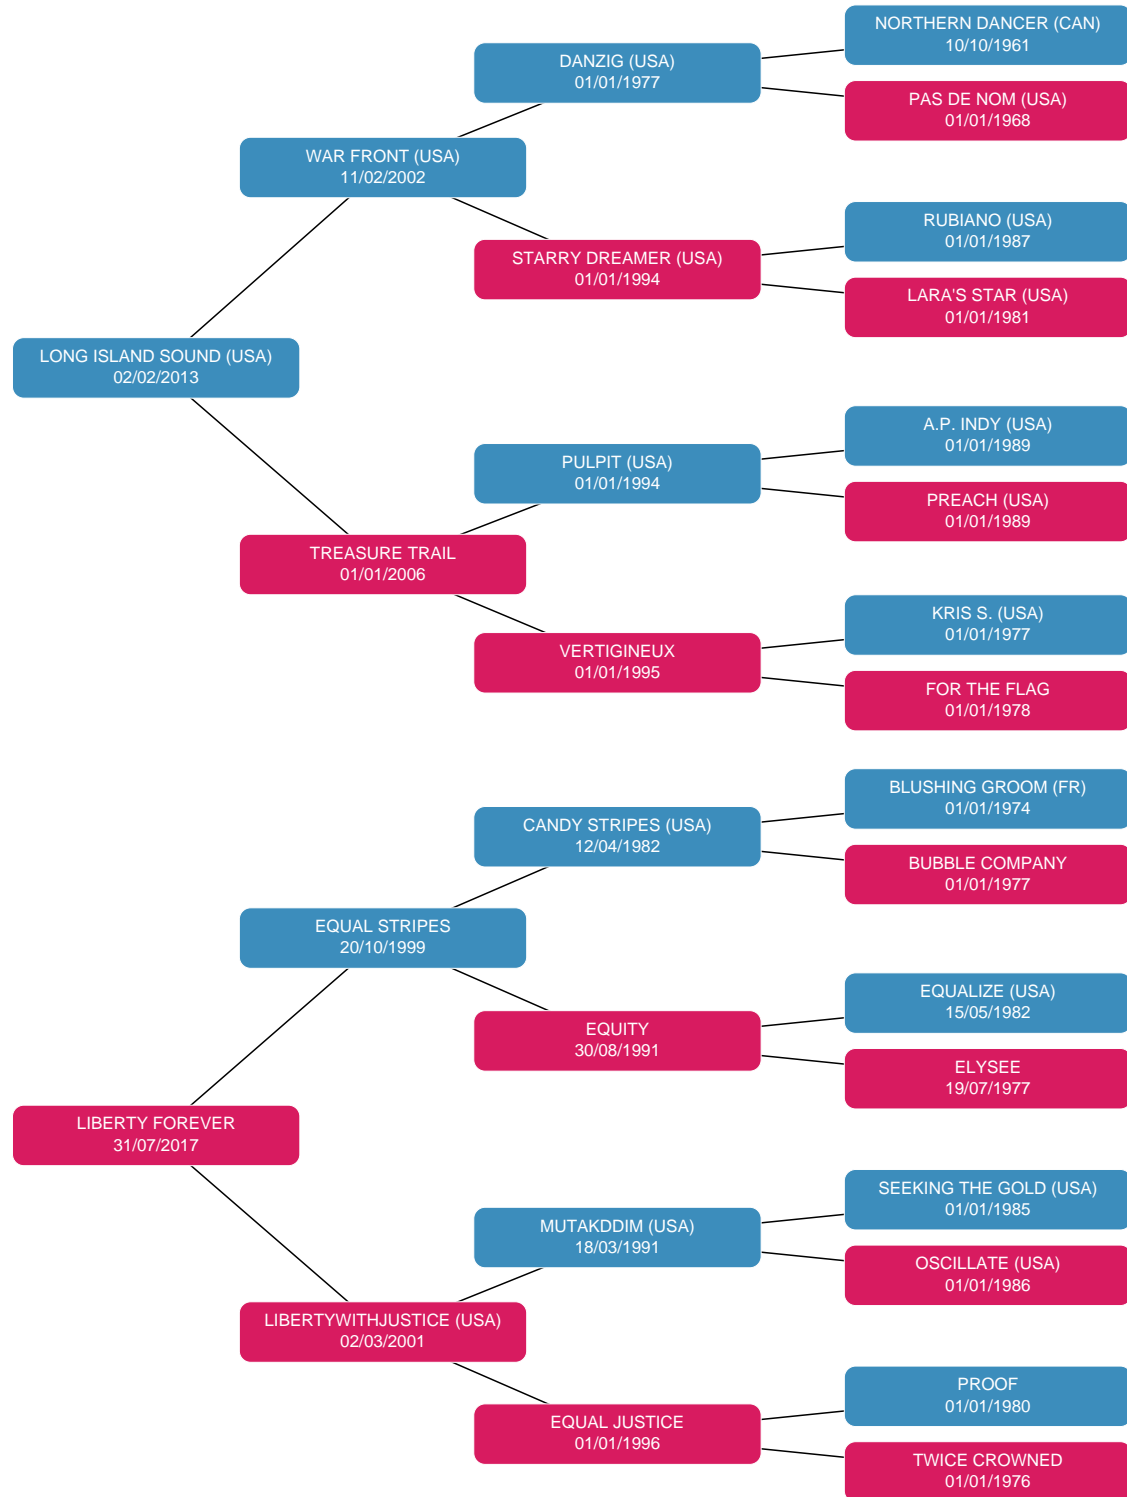 NORTHERN DANCER (CAN)
10/10/1961
DANZIG (USA)
01/01/1977
PAS DE NOM (USA)
01/01/1968
WAR FRONT (USA)
11/02/2002
RUBIANO (USA)
01/01/1987
STARRY DREAMER (USA)
01/01/1994
LARA'S STAR (USA)
01/01/1981
LONG ISLAND SOUND (USA)
02/02/2013
A.P. INDY (USA)
01/01/1989
PULPIT (USA)
01/01/1994
PREACH (USA)
01/01/1989
TREASURE TRAIL
01/01/2006
KRIS S. (USA)
01/01/1977
VERTIGINEUX
01/01/1995
FOR THE FLAG
01/01/1978
BLUSHING GROOM (FR)
01/01/1974
CANDY STRIPES (USA)
12/04/1982
BUBBLE COMPANY
01/01/1977
EQUAL STRIPES
20/10/1999
EQUALIZE (USA)
15/05/1982
EQUITY
30/08/1991
ELYSEE
19/07/1977
LIBERTY FOREVER
31/07/2017
SEEKING THE GOLD (USA)
01/01/1985
MUTAKDDIM (USA)
18/03/1991
OSCILLATE (USA)
01/01/1986
LIBERTYWITHJUSTICE (USA)
02/03/2001
PROOF
01/01/1980
EQUAL JUSTICE
01/01/1996
TWICE CROWNED
01/01/1976